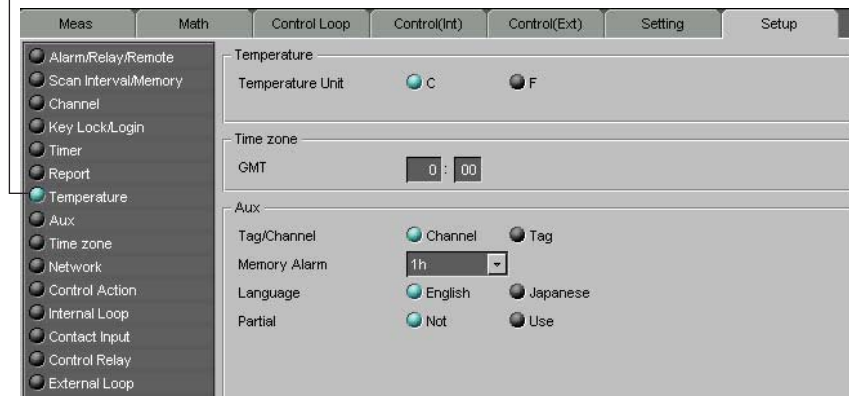 Meas Math Control Loop Control(Int) Control(Ext) Setting Setup
Alarm/Relay/Remote
Scan Interval/Memory
Channel
Key Lock/Login
Timer
Report
Temperature
Aux
Time zone
Network
Control Action
Internal Loop
Contact Input
Control Relay
External Loop
Temperature
Temperature Unit C F
Time zone
GMT 0 : 00
Aux
Tag/Channel Channel Tag
Memory Alarm 1h
Language English Japanese
Partial Not Use